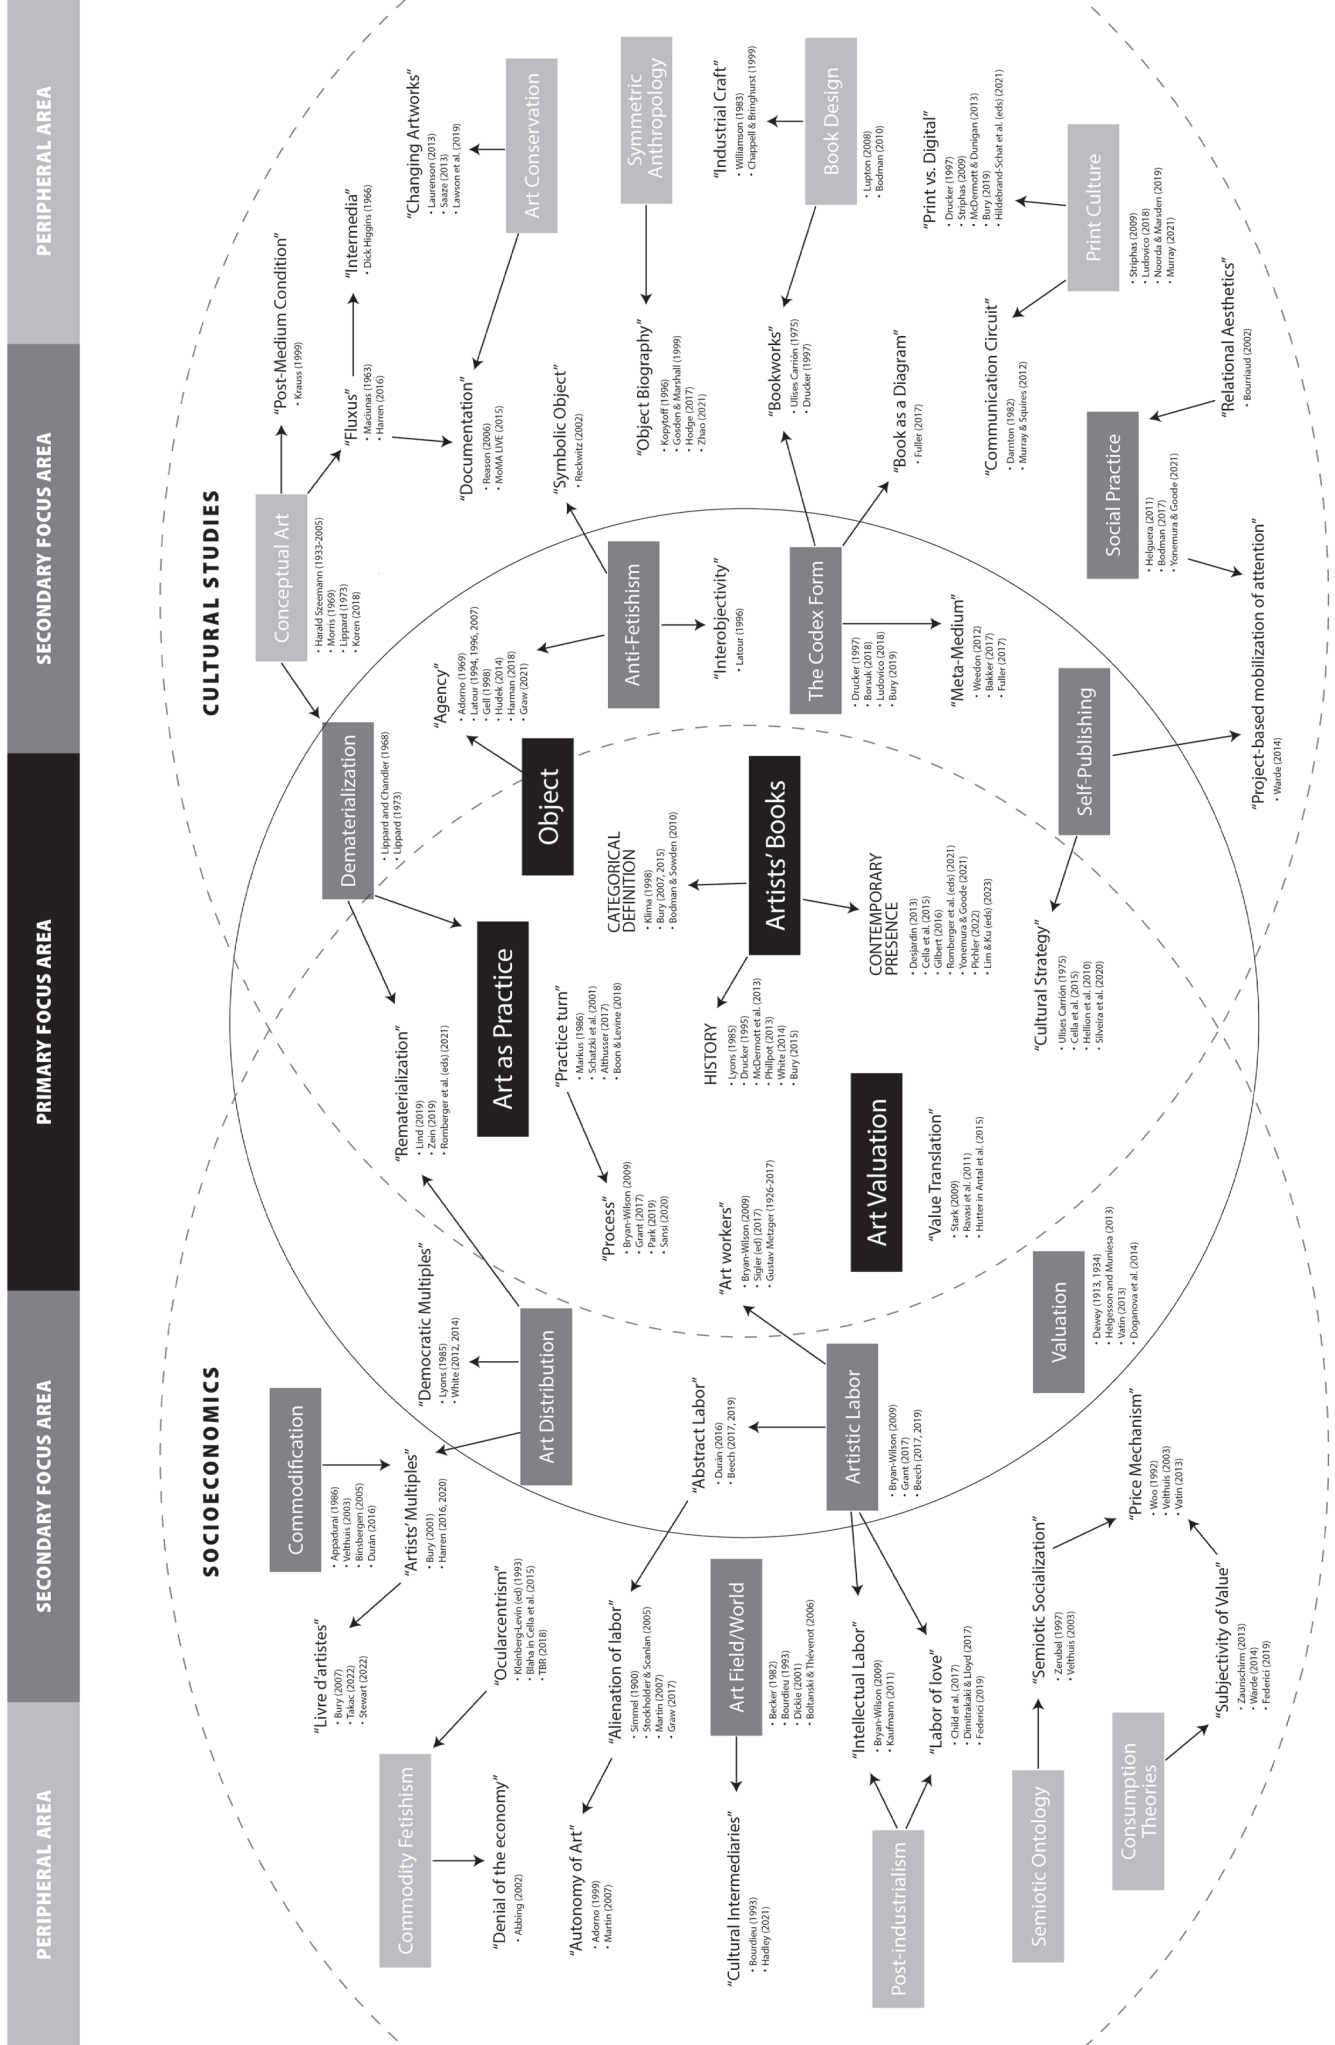 PERIPHERAL AREA
SECONDARY FOCUS AREA
PRIMARY FOCUS AREA
SECONDARY FOCUS AREA
PERIPHERAL AREA
SOCIOECONOMICS
CULTURAL STUDIES
Commodification
• Appadurai (1986)
• Velthuis (2003)
• Binsbergen (2005)
• Durán (2016)
"Livre d'artistes"
• Bury (2007)
• Takac (2022)
• Stewart (2022)
"Artists' Multiples"
• Bury (2001)
• Harren (2016, 2020)
"Democratic Multiples"
• Lyons (1985)
• White (2012, 2014)
Art Distribution
Commodity Fetishism
"Ocularcentrism"
• Kleinberg-Levin (ed) (1993)
• Blaha in Cella et al. (2015)
• TBR (2018)
"Denial of the economy"
• Abbing (2002)
"Autonomy of Art"
• Adorno (1999)
• Martin (2007)
"Alienation of labor"
• Simmel (1900)
• Stockholder & Scanlan (2005)
• Martin (2007)
• Graw (2017)
"Abstract Labor"
• Durán (2016)
• Beech (2017, 2019)
Art Field/World
• Becker (1982)
• Bourdieu (1993)
• Dickie (2001)
• Boltanski & Thévenot (2006)
"Cultural Intermediaries"
• Bourdieu (1993)
• Hadley (2021)
Artistic Labor
• Bryan-Wilson (2009)
• Grant (2017)
• Beech (2017, 2019)
"Art workers"
• Bryan-Wilson (2009)
• Sigler (ed) (2017)
• Gustav Metzger (1926-2017)
"Intellectual Labor"
• Bryan-Wilson (2009)
• Kaufmann (2011)
"Labor of love"
• Child et al. (2017)
• Dimitrakaki & Lloyd (2017)
• Federici (2019)
Post-industrialism
Semiotic Ontology
"Semiotic Socialization"
• Zerubel (1997)
• Velthuis (2003)
"Price Mechanism"
• Woo (1992)
• Velthuis (2003)
• Vatin (2013)
Consumption
Theories
"Subjectivity of Value"
• Zaunschirm (2013)
• Warde (2014)
• Federici (2019)
Valuation
• Dewey (1913, 1934)
• Helgesson and Muniesa (2013)
• Vatin (2013)
• Doganova et al. (2014)
Dematerialization
• Lippard and Chandler (1968)
• Lippard (1973)
"Rematerialization"
• Lind (2019)
• Zein (2019)
• Romberger et al. (eds) (2021)
Art as Practice
Object
"Practice turn"
• Markus (1986)
• Schatzki et al. (2001)
• Althusser (2017)
• Boon & Levine (2018)
"Process"
• Bryan-Wilson (2009)
• Grant (2017)
• Park (2019)
• Sansi (2020)
CATEGORICAL
DEFINITION
• Klima (1998)
• Bury (2007, 2015)
• Bodman & Sowden (2010)
Artists' Books
HISTORY
• Lyons (1985)
• Drucker (1995)
• McDermott et al. (2013)
• Phillpot (2013)
• White (2014)
• Bury (2015)
CONTEMPORARY
PRESENCE
• Desjardin (2013)
• Cella et al. (2015)
• Gilbert (2016)
• Romberger et al. (eds) (2021)
• Yonemura & Goode (2021)
• Pichler (2022)
• Lim & Ku (eds) (2023)
Art Valuation
"Value Translation"
• Stark (2009)
• Ravasi et al. (2011)
• Hutter in Antal et al. (2015)
"Cultural Strategy"
• Ulises Carrión (1975)
• Cella et al. (2015)
• Hellion et al. (2010)
• Silveira et al. (2020)
Self-Publishing
Conceptual Art
• Harald Szeemann (1933-2005)
• Morris (1969)
• Lippard (1973)
• Koren (2018)
"Post-Medium Condition"
• Krauss (1999)
"Fluxus"
• Maciunas (1963)
• Harren (2016)
"Intermedia"
• Dick Higgins (1966)
"Changing Artworks"
• Laurenson (2013)
• Saaze (2013)
• Lawson et al. (2019)
Art Conservation
"Documentation"
• Reason (2006)
• MoMA LIVE (2015)
"Agency"
• Adorno (1969)
• Latour (1994, 1996, 2007)
• Gell (1998)
• Hudek (2014)
• Harman (2018)
• Graw (2021)
"Symbolic Object"
• Reckwitz (2002)
Anti-Fetishism
"Interobjectivity"
• Latour (1996)
"Object Biography"
• Kopytoff (1996)
• Gosden & Marshall (1999)
• Hodge (2017)
• Zhao (2021)
Symmetric
Anthropology
"Industrial Craft"
• Williamson (1983)
• Chappell & Bringhurst (1999)
Book Design
• Lupton (2008)
• Bodman (2010)
"Bookworks"
• Ulises Carrión (1975)
• Drucker (1997)
The Codex Form
• Drucker (1997)
• Borsuk (2018)
• Ludovico (2018)
• Bury (2019)
"Book as a Diagram"
• Fuller (2017)
"Meta-Medium"
• Weedon (2012)
• Bakker (2017)
• Fuller (2017)
"Print vs. Digital"
• Drucker (1997)
• Striphas (2009)
• McDermott & Dunigan (2013)
• Bury (2019)
• Hildebrand-Schat et al. (eds) (2021)
"Communication Circuit"
• Darnton (1982)
• Murray & Squires (2012)
Print Culture
• Striphas (2009)
• Ludovico (2018)
• Noorda & Marsden (2019)
• Murray (2021)
Social Practice
• Helguera (2011)
• Bodman (2017)
• Yonemura & Goode (2021)
"Relational Aesthetics"
• Bourriaud (2002)
"Project-based mobilization of attention"
• Warde (2014)